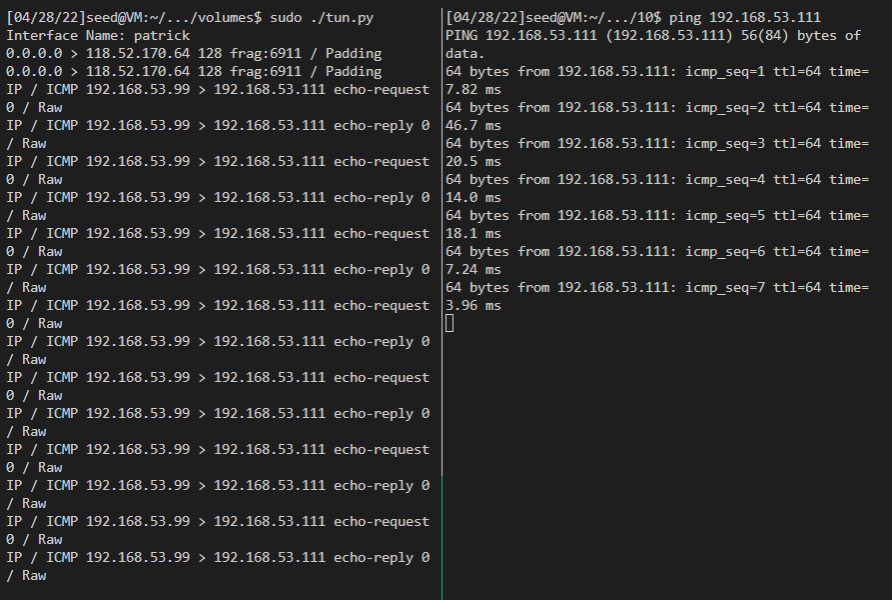 [04/28/22]seed@VM:~/.../volumes$ sudo ./tun.py
Interface Name: patrick
0.0.0.0 > 118.52.170.64 128 frag:6911 / Padding
0.0.0.0 > 118.52.170.64 128 frag:6911 / Padding
IP / ICMP 192.168.53.99 > 192.168.53.111 echo-request
0 / Raw
IP / ICMP 192.168.53.99 > 192.168.53.111 echo-reply 0
/ Raw
IP / ICMP 192.168.53.99 > 192.168.53.111 echo-request
0 / Raw
IP / ICMP 192.168.53.99 > 192.168.53.111 echo-reply 0
/ Raw
IP / ICMP 192.168.53.99 > 192.168.53.111 echo-request
0 / Raw
IP / ICMP 192.168.53.99 > 192.168.53.111 echo-reply 0
/ Raw
IP / ICMP 192.168.53.99 > 192.168.53.111 echo-request
0 / Raw
IP / ICMP 192.168.53.99 > 192.168.53.111 echo-reply 0
/ Raw
IP / ICMP 192.168.53.99 > 192.168.53.111 echo-request
0 / Raw
IP / ICMP 192.168.53.99 > 192.168.53.111 echo-reply 0
/ Raw
IP / ICMP 192.168.53.99 > 192.168.53.111 echo-request
0 / Raw
IP / ICMP 192.168.53.99 > 192.168.53.111 echo-reply 0
/ Raw
IP / ICMP 192.168.53.99 > 192.168.53.111 echo-request
0 / Raw
IP / ICMP 192.168.53.99 > 192.168.53.111 echo-reply 0
/ Raw
[04/28/22]seed@VM:~/.../10$ ping 192.168.53.111
PING 192.168.53.111 (192.168.53.111) 56(84) bytes of
data.
64 bytes from 192.168.53.111: icmp_seq=1 ttl=64 time=
7.82 ms
64 bytes from 192.168.53.111: icmp_seq=2 ttl=64 time=
46.7 ms
64 bytes from 192.168.53.111: icmp_seq=3 ttl=64 time=
20.5 ms
64 bytes from 192.168.53.111: icmp_seq=4 ttl=64 time=
14.0 ms
64 bytes from 192.168.53.111: icmp_seq=5 ttl=64 time=
18.1 ms
64 bytes from 192.168.53.111: icmp_seq=6 ttl=64 time=
7.24 ms
64 bytes from 192.168.53.111: icmp_seq=7 ttl=64 time=
3.96 ms